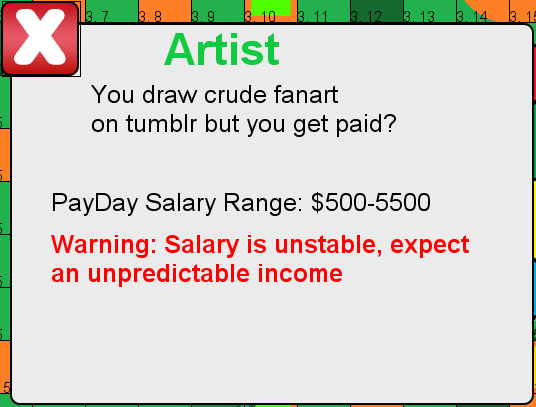 3, 7 3, 8 3, 9 3, 10 3, 11 3, 12 3, 13 3, 14 3, 15
X
Artist
You draw crude fanart
on tumblr but you get paid?
PayDay Salary Range: $500-5500
Warning: Salary is unstable, expect
an unpredictable income